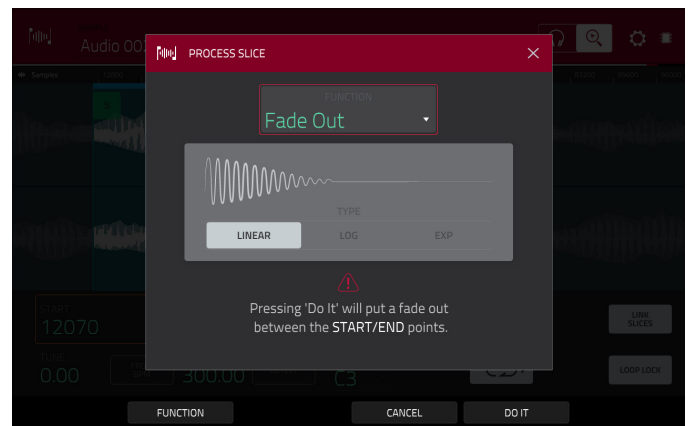 Audio 002
PROCESS SLICE
Samples
FUNCTION
Fade Out
TYPE
LINEAR LOG EXP
Pressing 'Do It' will put a fade out
between the START/END points.
START
12070
LINK
SLICES
TUNE
0.00
300.00
C3
LOOP LOCK
FUNCTION CANCEL DO IT